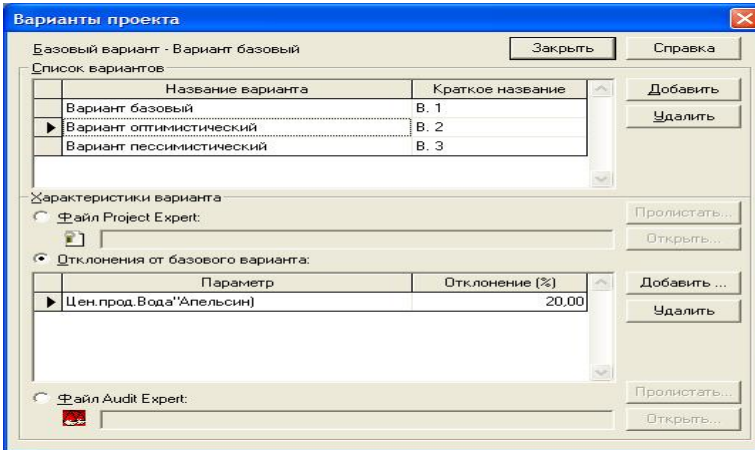 Варианты проекта
Базовый вариант - Вариант базовый Закрыть Справка
Список вариантов
Название варианта Краткое название Добавить
Вариант базовый В. 1
Вариант оптимистический В. 2 Удалить
Вариант пессимистический В. 3
Характеристики варианта
Файл Project Expert: Пролистать...
Открыть...
Отклонения от базового варианта:
Параметр Отклонение (%) Добавить ...
Цен.прод.Вода"Апельсин) 20,00 Удалить
Файл Audit Expert: Пролистать...
Открыть...